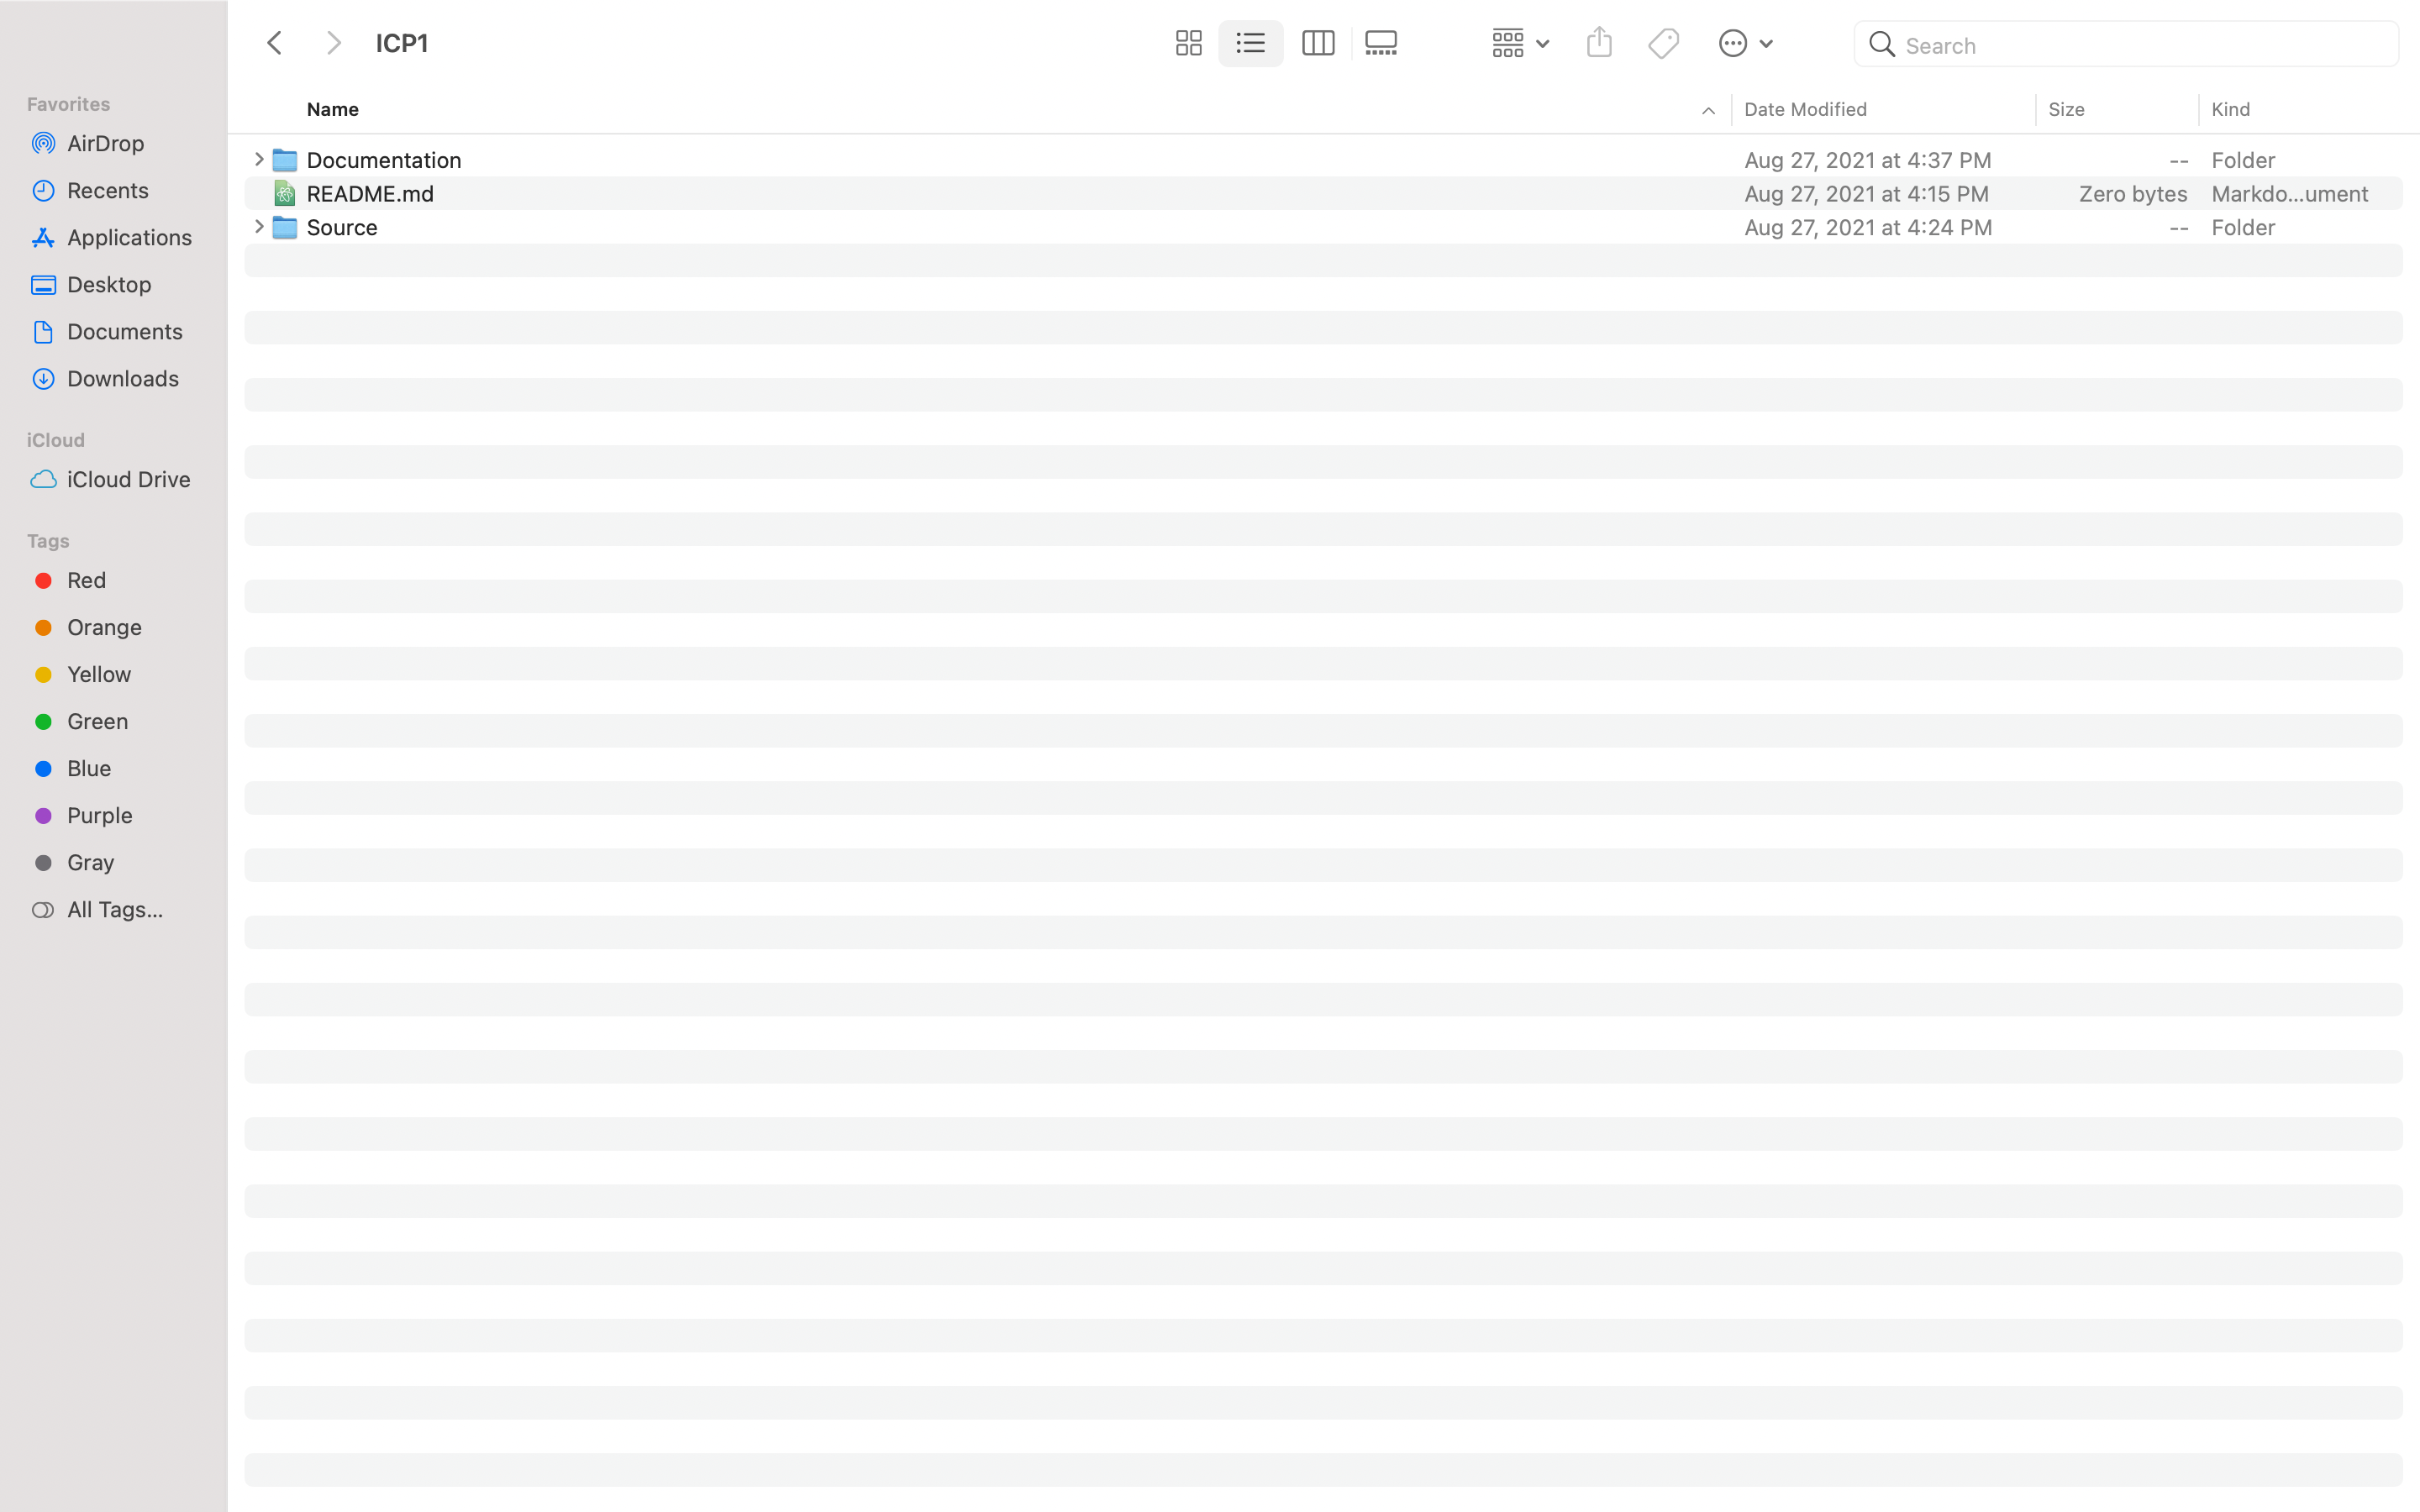 ICP1
Search
Favorites
AirDrop
Recents
Applications
Desktop
Documents
Downloads
iCloud
iCloud Drive
Tags
Red
Orange
Yellow
Green
Blue
Purple
Gray
All Tags...
Name Date Modified Size Kind
Documentation Aug 27, 2021 at 4:37 PM -- Folder
README.md Aug 27, 2021 at 4:15 PM Zero bytes Markdo...ument
Source Aug 27, 2021 at 4:24 PM -- Folder